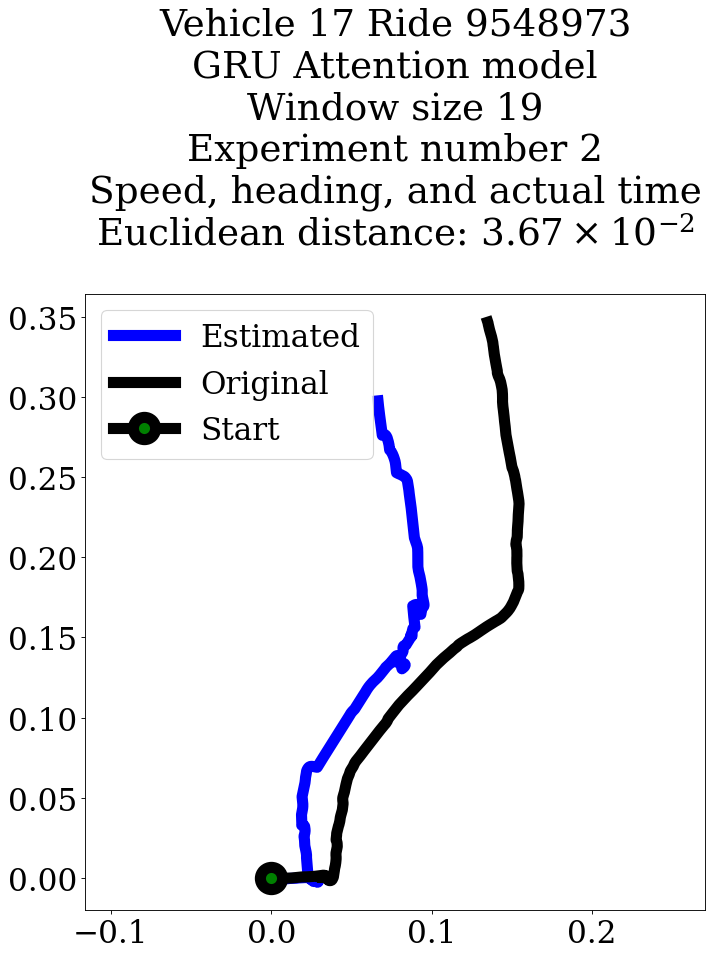 Vehicle 17 Ride 9548973
GRU Attention model
Window size 19
Experiment number 2
Speed, heading, and actual time
Euclidean distance: 3.67 × 10⁻²
Estimated
Original
Start
0.35
0.30
0.25
0.20
0.15
0.10
0.05
0.00
−0.1 0.0 0.1 0.2